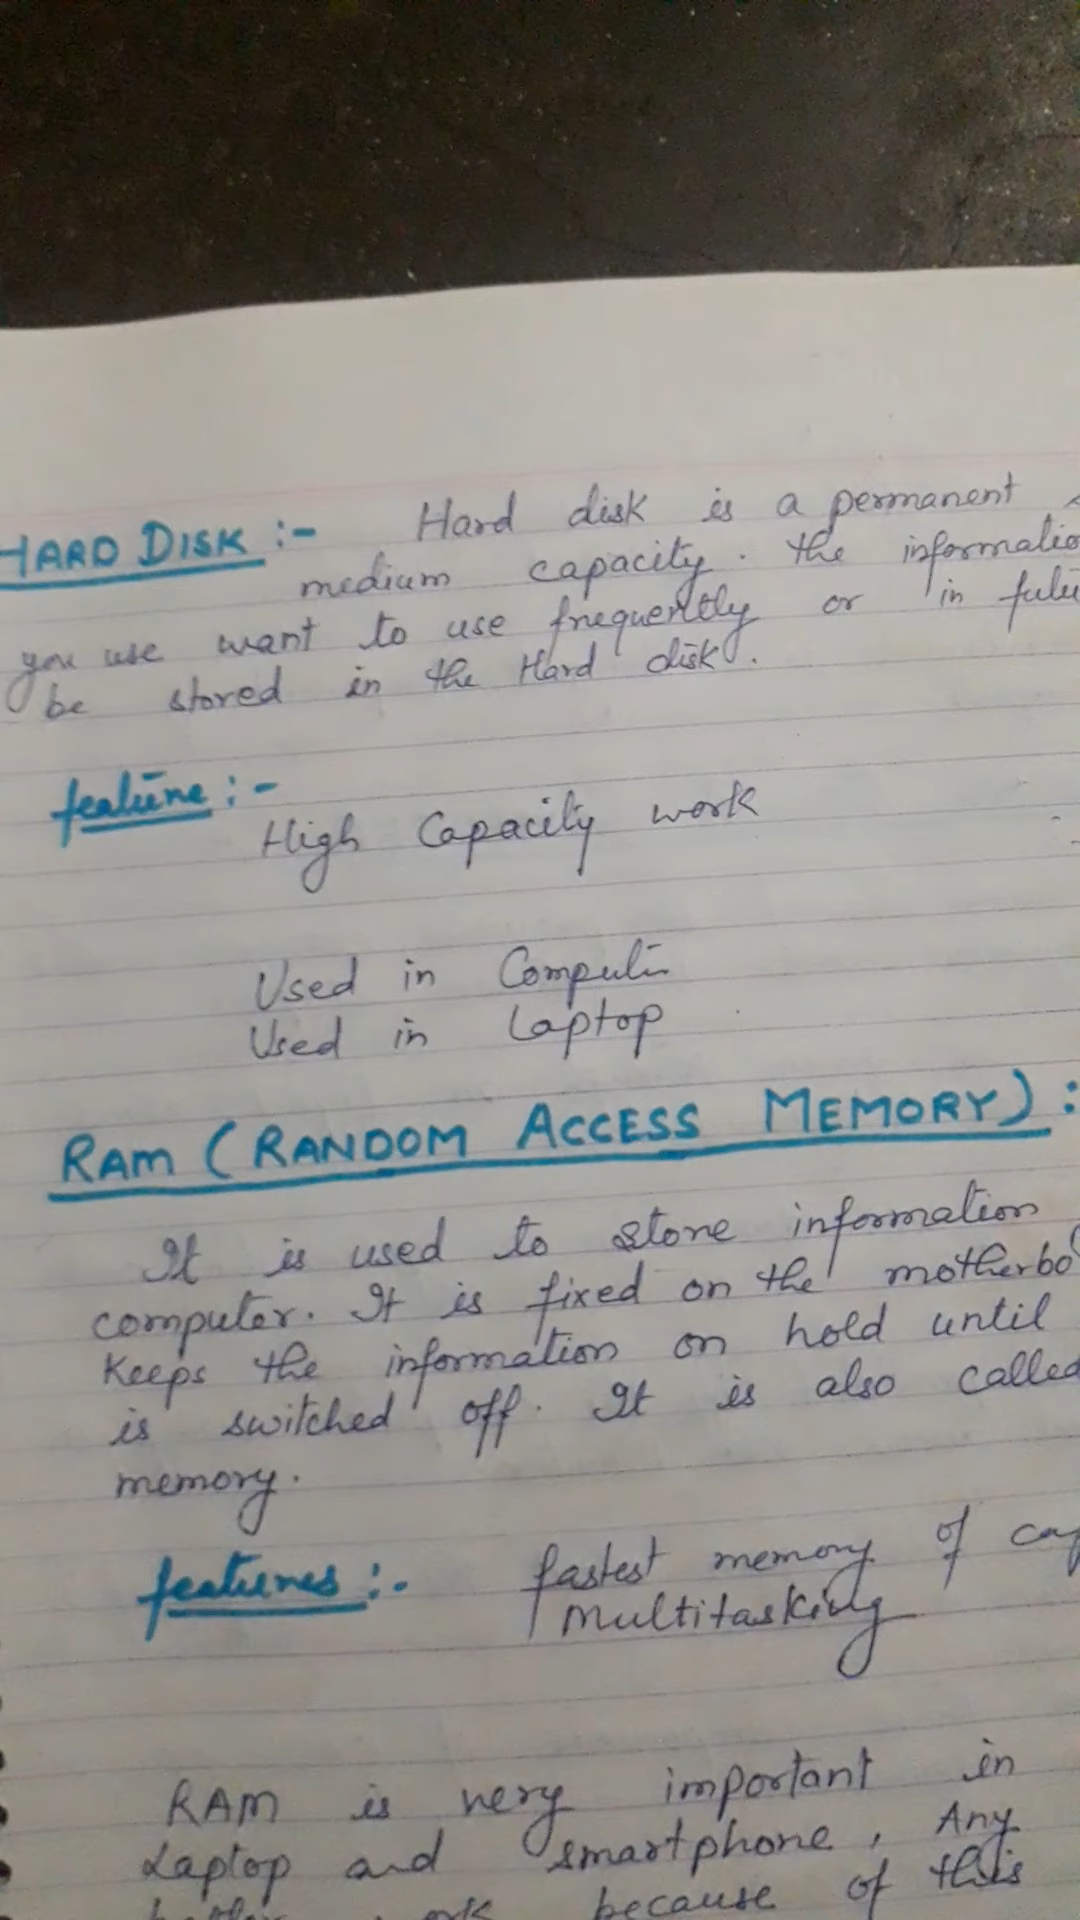 HARD DISK :- Hard disk is a permanent
medium capacity. the informatio
you use want to use frequently or in futu
be stored in the Hard disk.
feature :-
High Capacity work
Used in Computer
Used in Laptop
RAM (RANDOM ACCESS MEMORY) :
It is used to store information
computer. It is fixed on the motherbo
Keeps the information on hold until
is switched off. It is also called
memory.
features :- fastest memory of cap
multitasking
RAM is very important in
Laptop and smartphone, Any
because of this